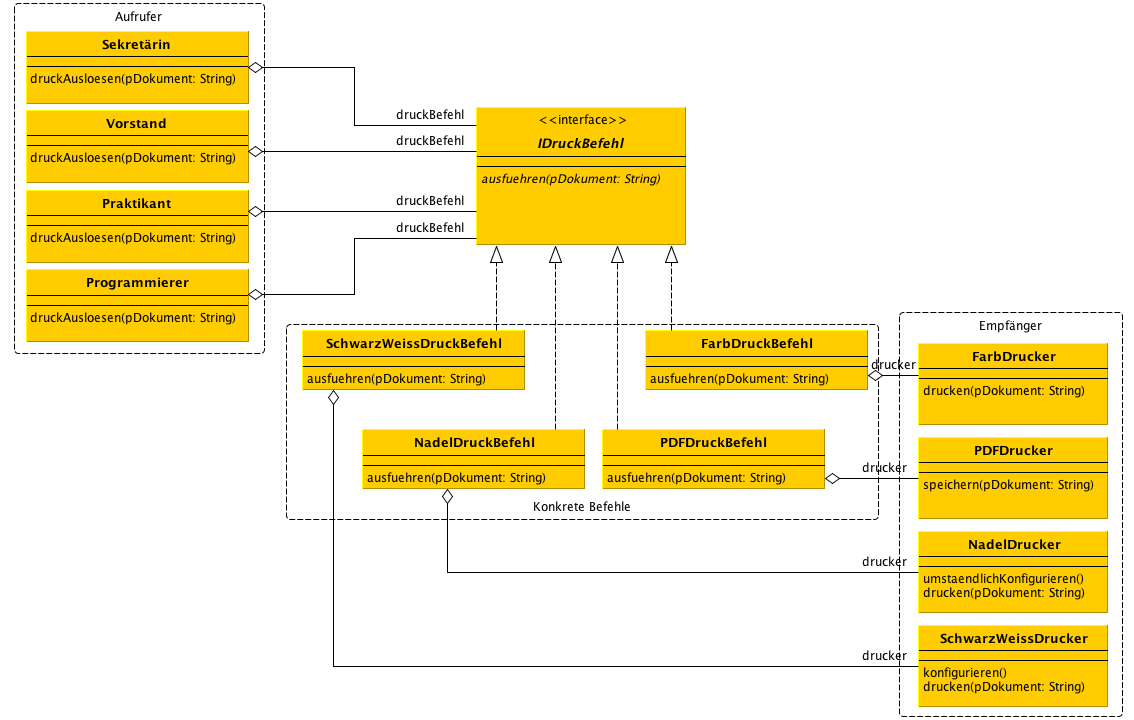 Aufrufer
Sekretärin
druckAusloesen(pDokument: String)
Vorstand
druckAusloesen(pDokument: String)
Praktikant
druckAusloesen(pDokument: String)
Programmierer
druckAusloesen(pDokument: String)
druckBefehl
druckBefehl
druckBefehl
druckBefehl
<<interface>>
IDruckBefehl
ausfuehren(pDokument: String)
SchwarzWeissDruckBefehl
ausfuehren(pDokument: String)
FarbDruckBefehl
ausfuehren(pDokument: String)
NadelDruckBefehl
ausfuehren(pDokument: String)
PDFDruckBefehl
ausfuehren(pDokument: String)
Konkrete Befehle
drucker
drucker
drucker
drucker
Empfänger
FarbDrucker
drucken(pDokument: String)
PDFDrucker
speichern(pDokument: String)
NadelDrucker
umstaendlichKonfigurieren()
drucken(pDokument: String)
SchwarzWeissDrucker
konfigurieren()
drucken(pDokument: String)